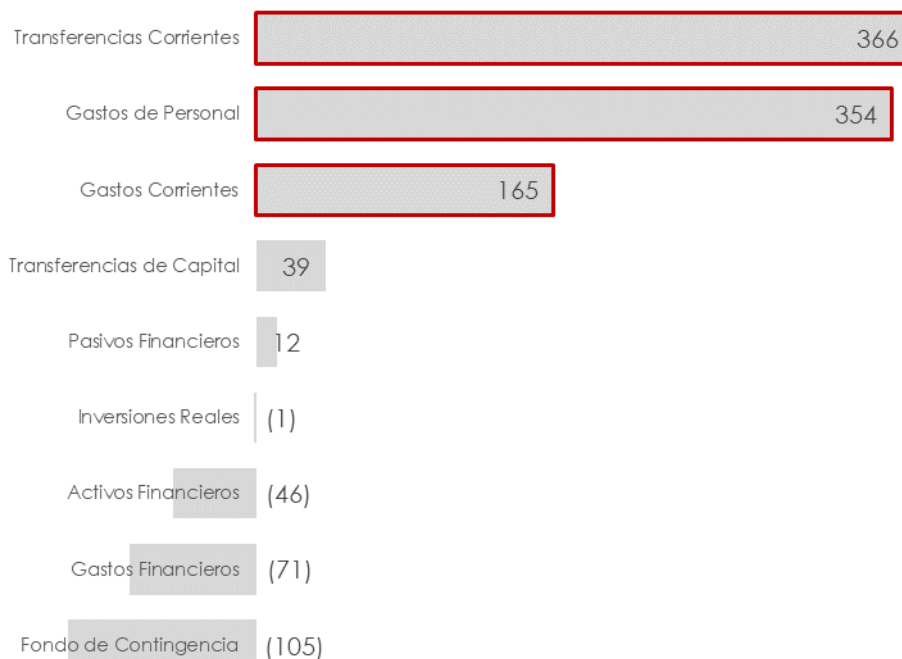 Transferencias Corrientes 366
Gastos de Personal 354
Gastos Corrientes 165
Transferencias de Capital 39
Pasivos Financieros 12
Inversiones Reales (1)
Activos Financieros (46)
Gastos Financieros (71)
Fondo de Contingencia (105)